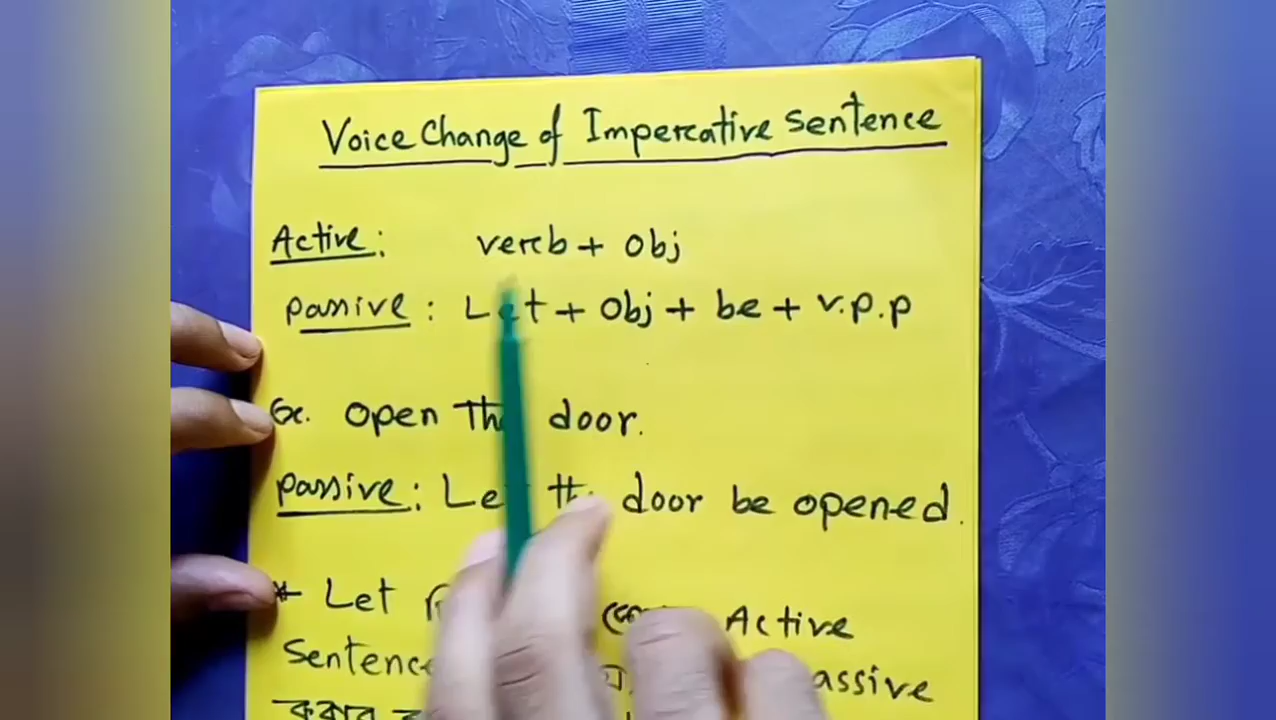 Voice Change of Imperative Sentence
Active: verb + Obj
Passive: Let + Obj + be + v.p.p
Ex. Open The door.
Passive: Let the door be opened.
* Let Active
Sentence